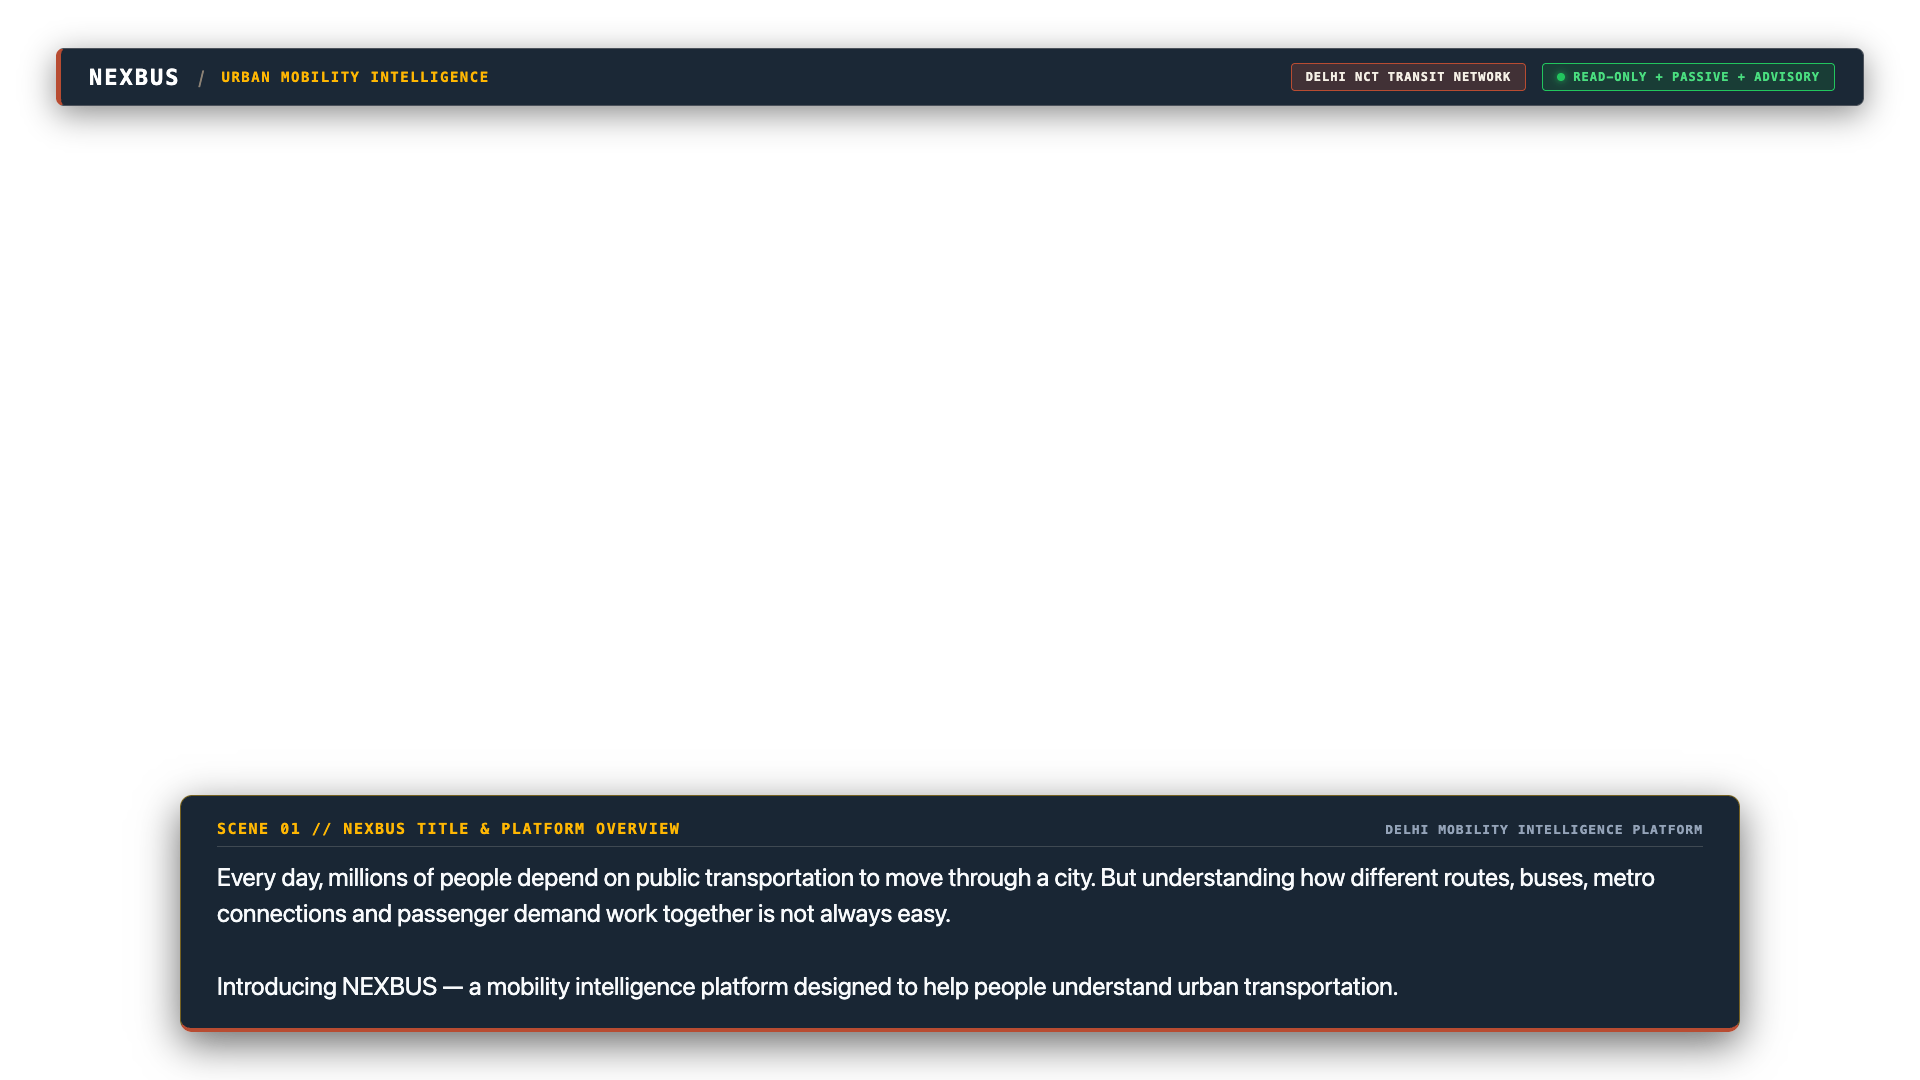 NEXBUS / URBAN MOBILITY INTELLIGENCE
DELHI NCT TRANSIT NETWORK
READ-ONLY + PASSIVE + ADVISORY
SCENE 01 // NEXBUS TITLE & PLATFORM OVERVIEW
DELHI MOBILITY INTELLIGENCE PLATFORM
Every day, millions of people depend on public transportation to move through a city. But understanding how different routes, buses, metro
connections and passenger demand work together is not always easy.
Introducing NEXBUS — a mobility intelligence platform designed to help people understand urban transportation.